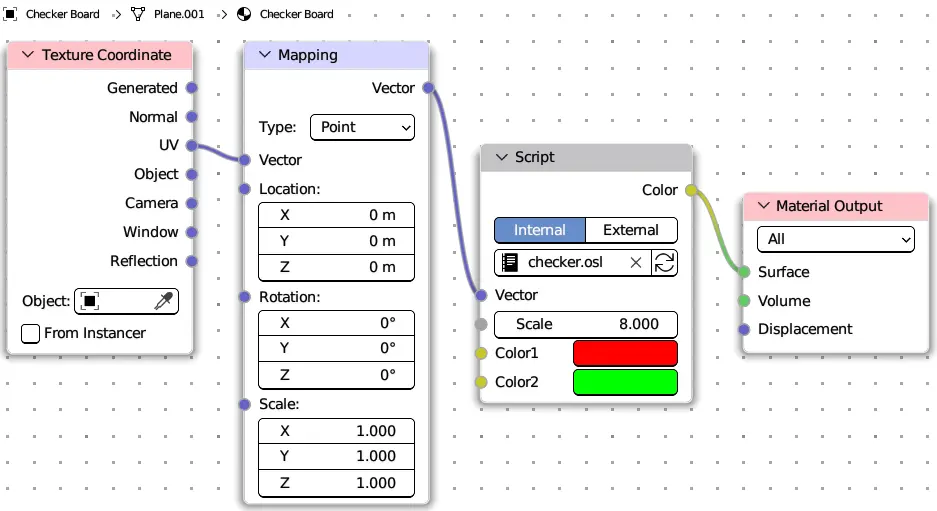 Checker Board Plane.001 Checker Board
Texture Coordinate
Generated
Normal
UV
Object
Camera
Window
Reflection
Object:
From Instancer
Mapping
Vector
Type: Point
Vector
Location:
X 0 m
Y 0 m
Z 0 m
Rotation:
X 0°
Y 0°
Z 0°
Scale:
X 1.000
Y 1.000
Z 1.000
Script
Color
Internal External
checker.osl
Vector
Scale 8.000
Color1
Color2
Material Output
All
Surface
Volume
Displacement